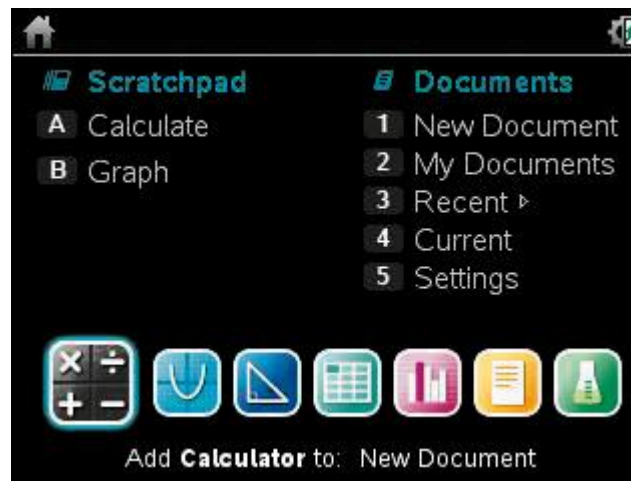 Scratchpad
A Calculate
B Graph
Documents
1 New Document
2 My Documents
3 Recent ▹
4 Current
5 Settings
Add Calculator to: New Document